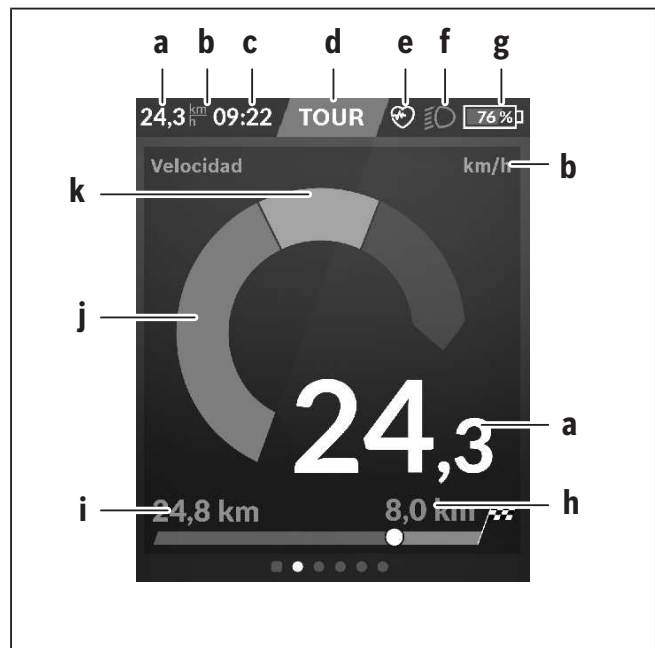 a b c d e f g
24,3 km/h 09:22 TOUR 76 %
Velocidad km/h b
k
j
24,3 a
i 24,8 km 8,0 km h